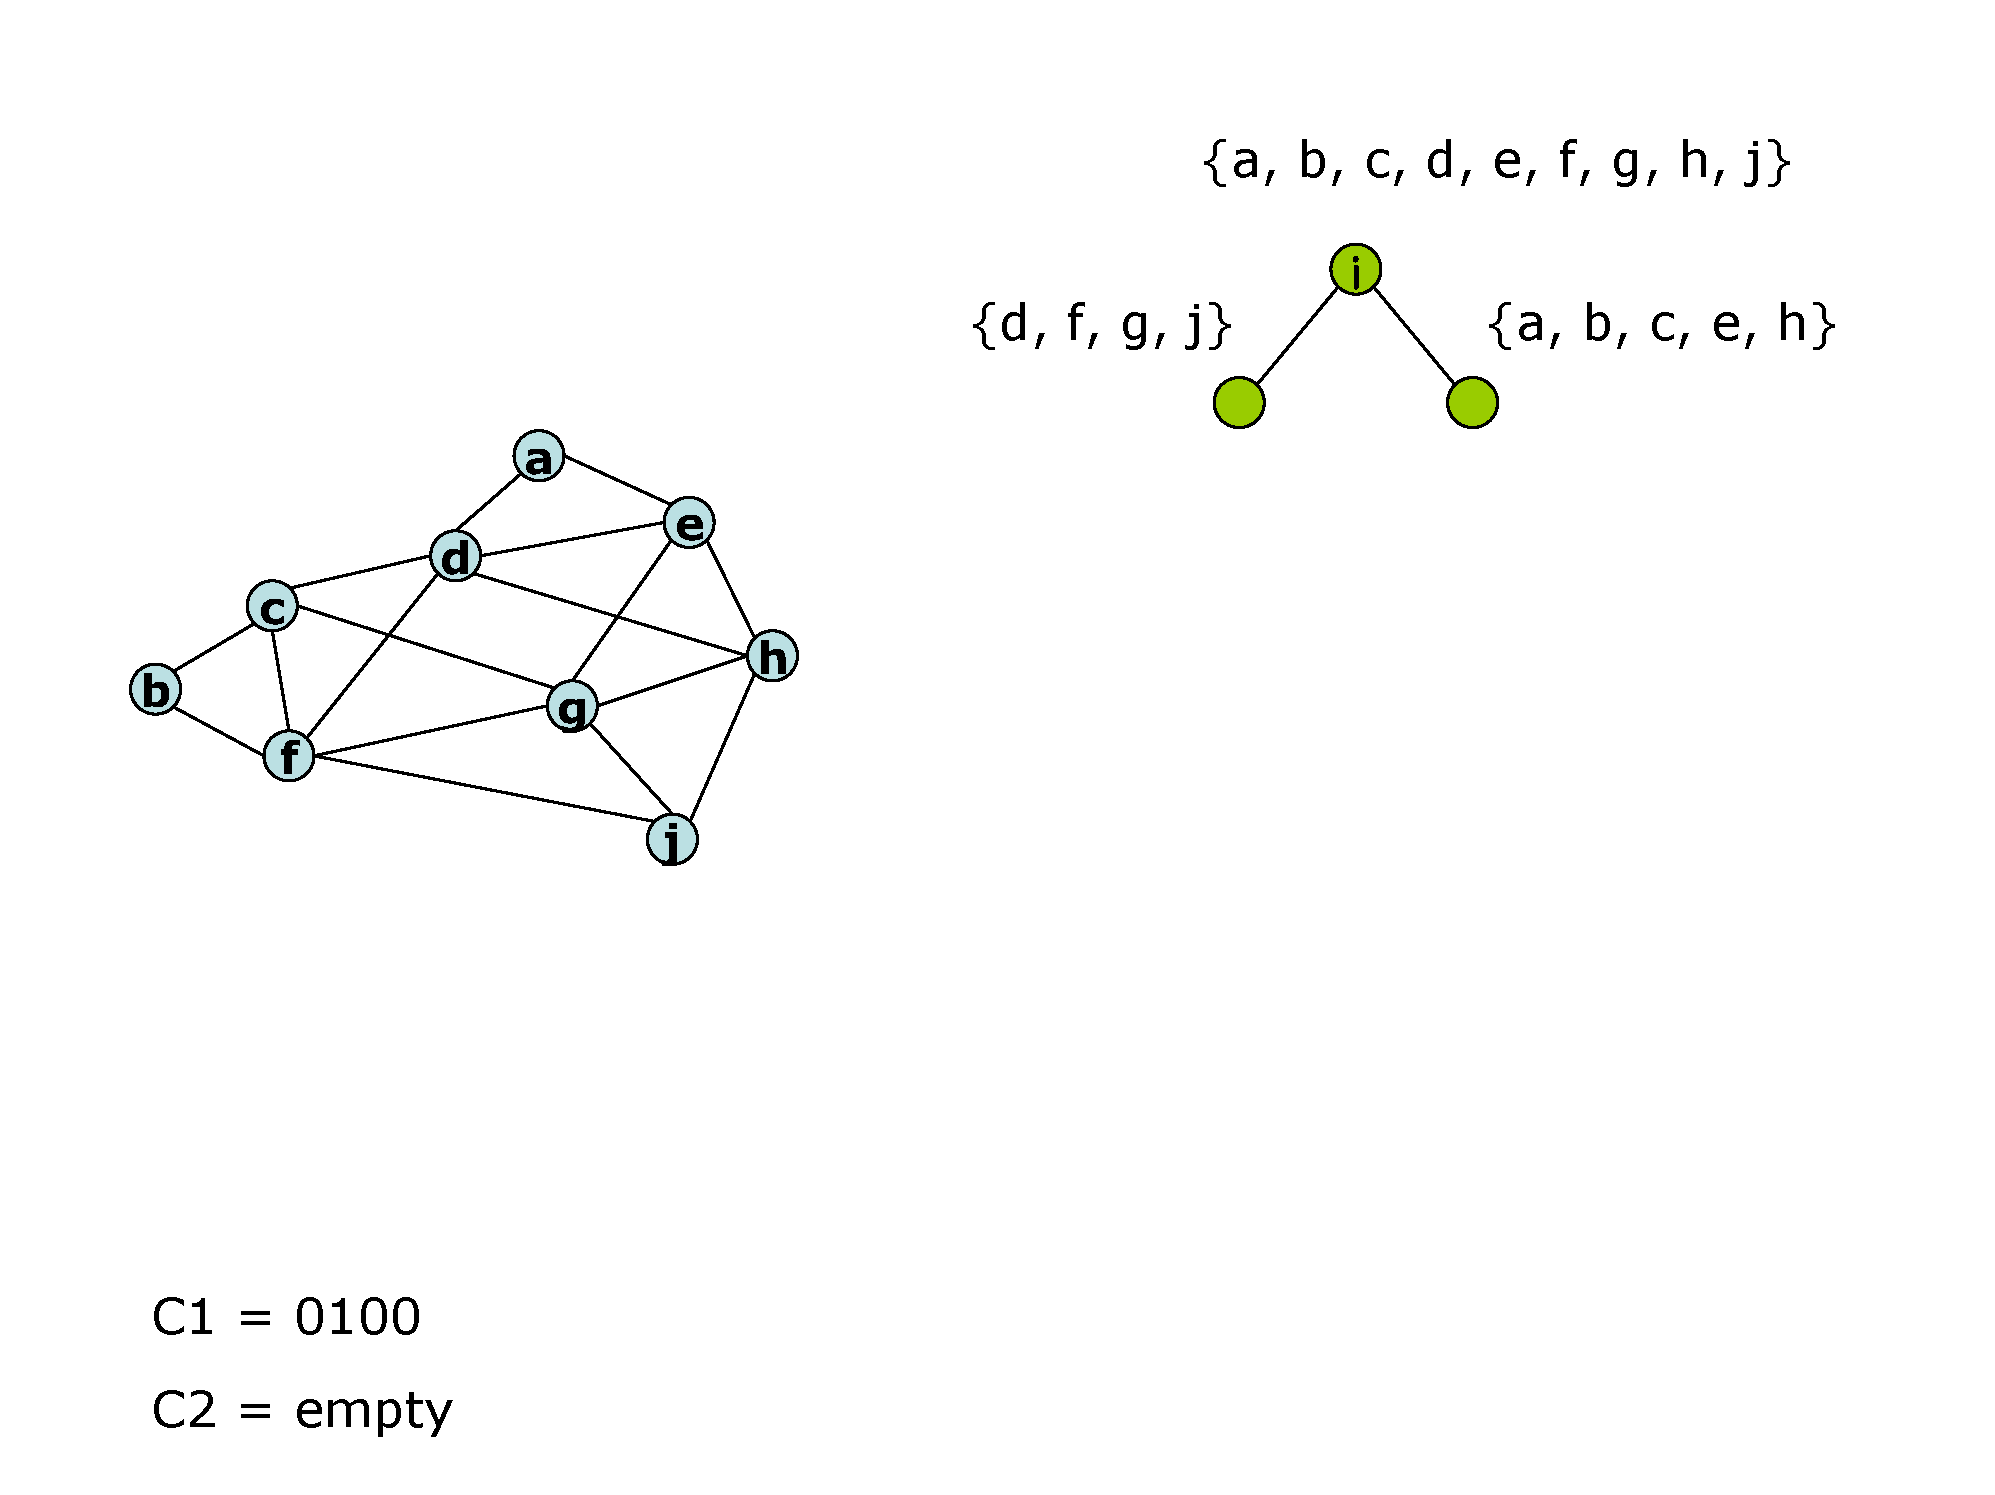 {a, b, c, d, e, f, g, h, j}
i
{d, f, g, j}
{a, b, c, e, h}
a
e
d
c
h
b
g
f
j
C1 = 0100
C2 = empty